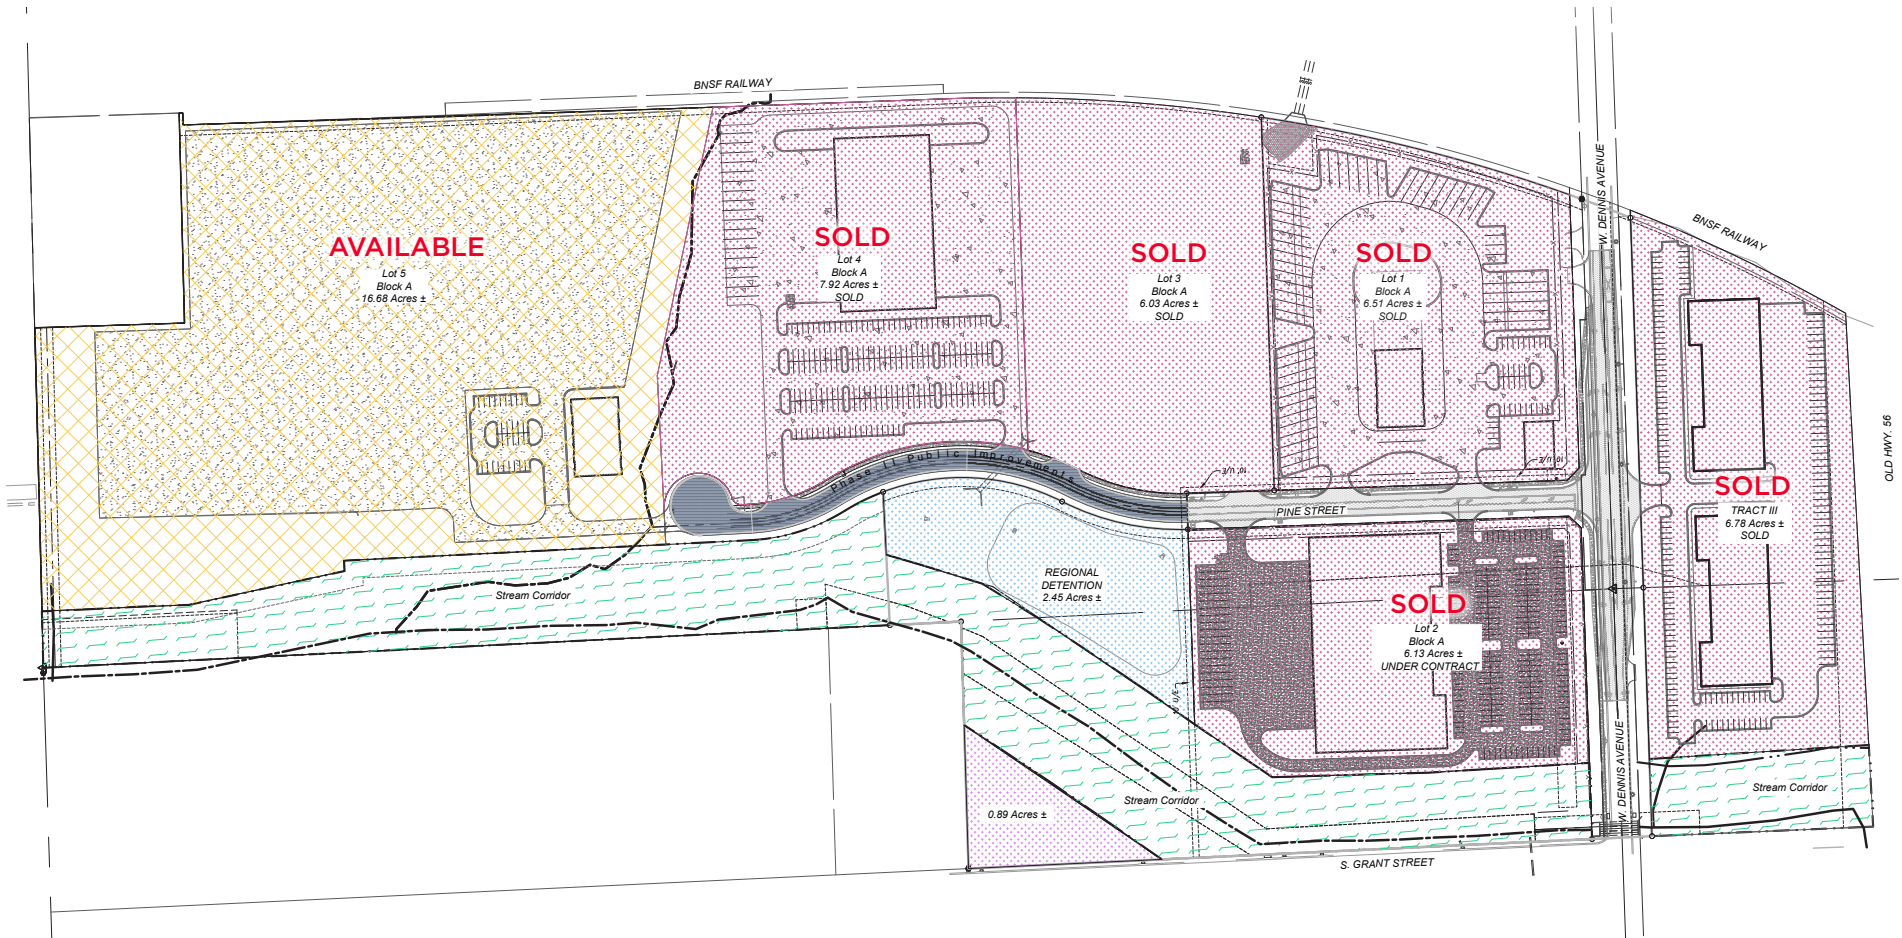 BNSF RAILWAY
AVAILABLE
Lot 5
Block A
16.68 Acres ±
SOLD
Lot 4
Block A
7.92 Acres ±
SOLD
SOLD
Lot 3
Block A
6.03 Acres ±
SOLD
SOLD
Lot 1
Block A
6.51 Acres ±
SOLD
W. DENNIS AVENUE
BNSF RAILWAY
OLD HWY. 56
SOLD
TRACT III
6.78 Acres ±
SOLD
Phase II Public Improvements
10' U/E
10' U/E
PINE STREET
REGIONAL
DETENTION
2.45 Acres ±
Stream Corridor
SOLD
Lot 2
Block A
6.13 Acres ±
UNDER CONTRACT
W. DENNIS AVENUE
Stream Corridor
Stream Corridor
0.89 Acres ±
S. GRANT STREET